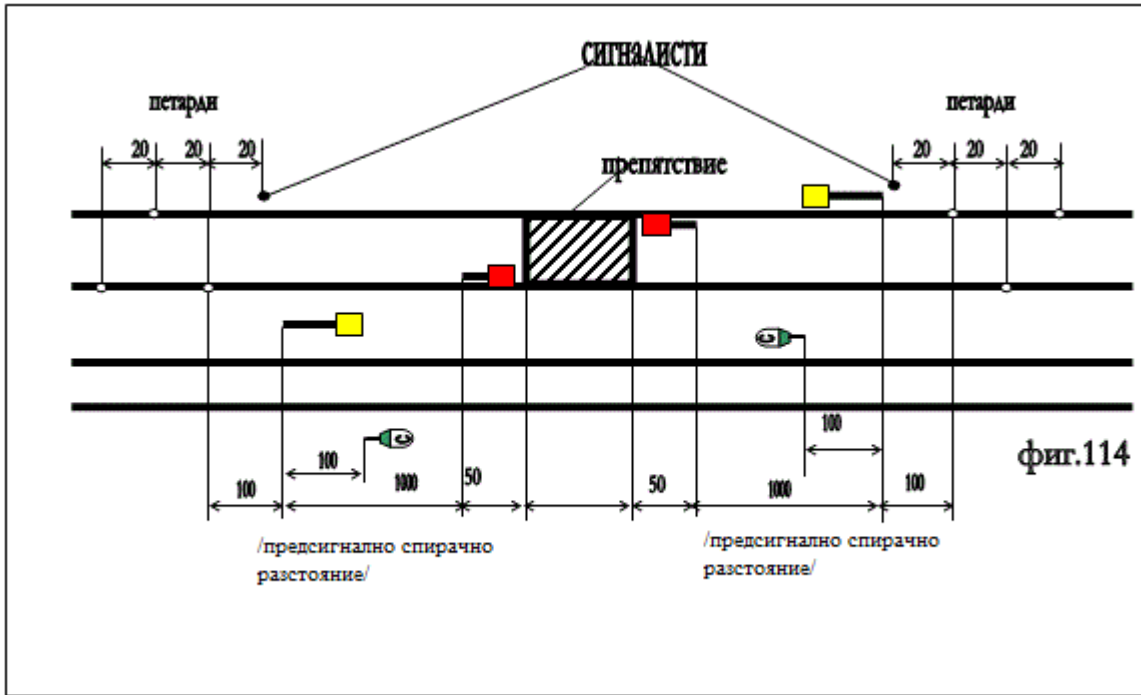 СИГНАЛИСТИ
петарди
петарди
20 20 20
20 20 20
препятствие
С
С
100
фиг.114
100
100 1000 50
50 1000 100
/предсигнално спирачно
разстояние/
/предсигнално спирачно
разстояние/